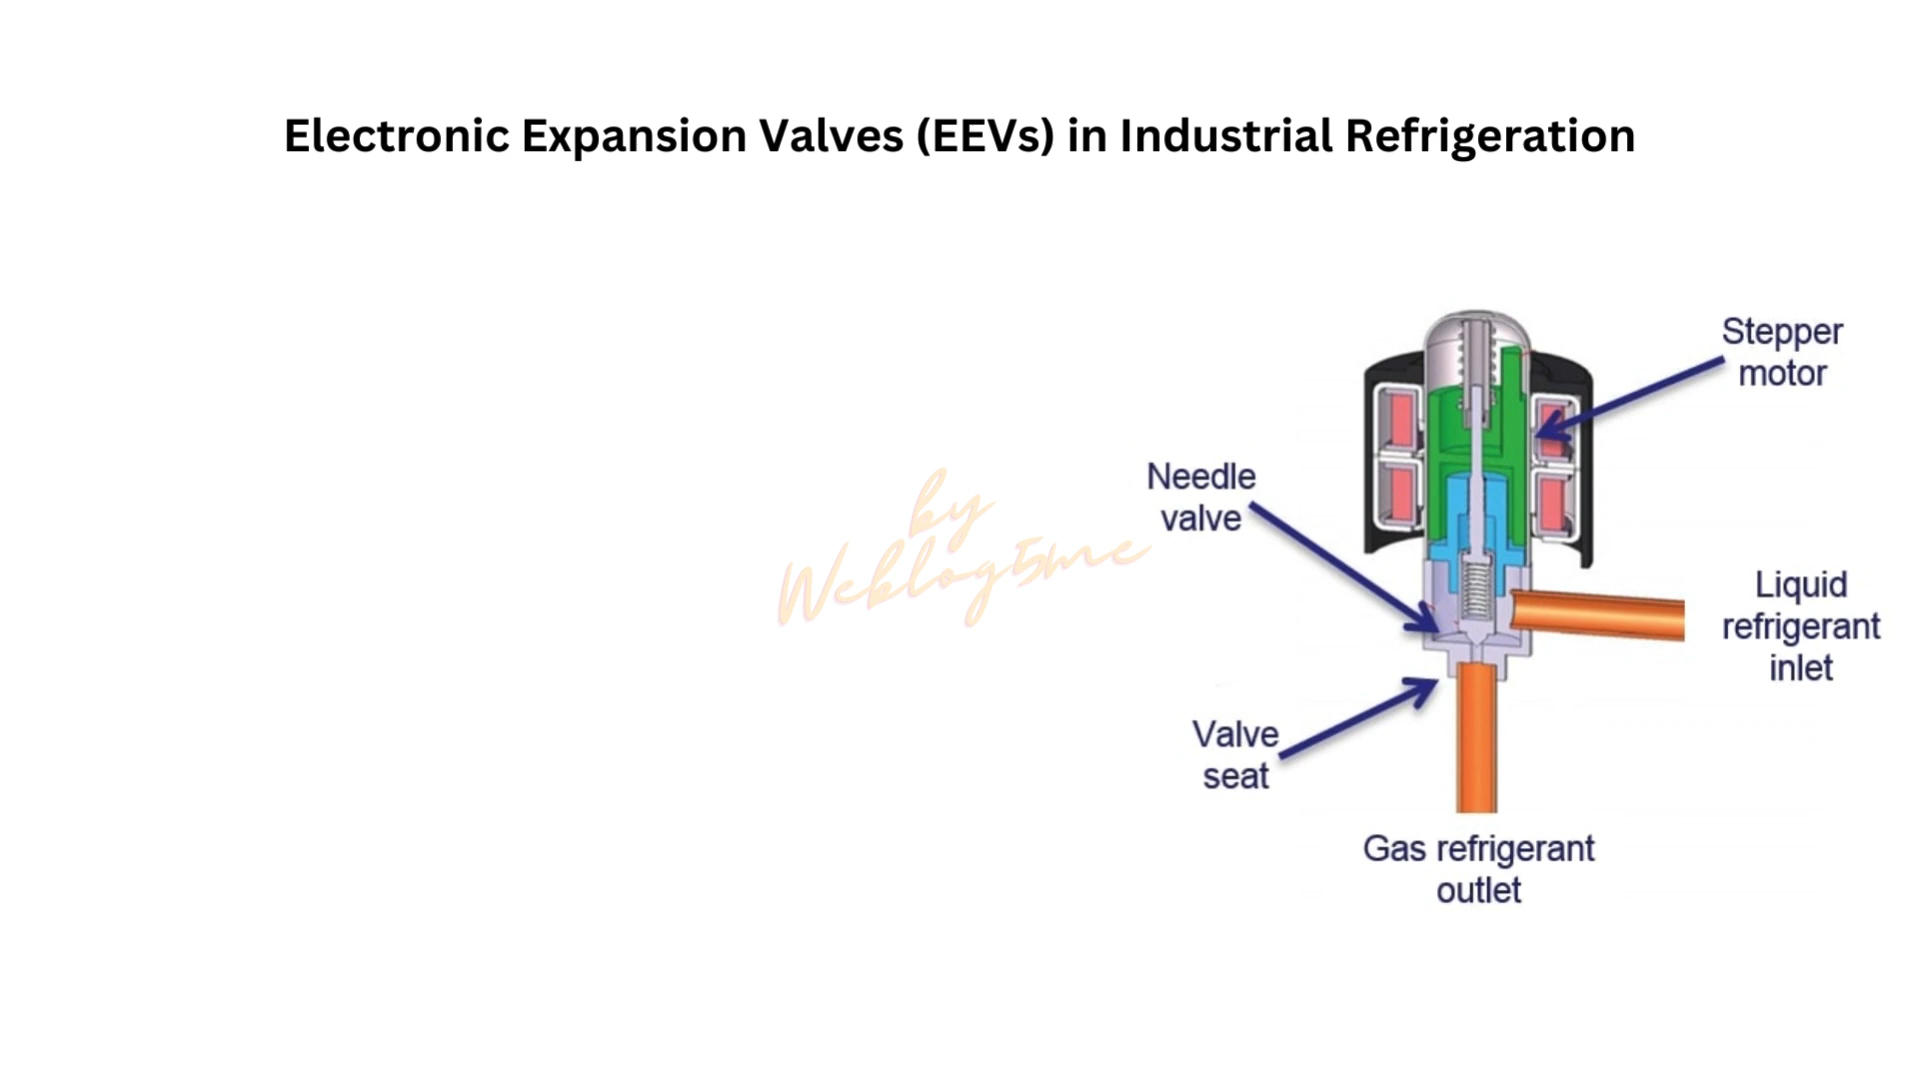 Electronic Expansion Valves (EEVs) in Industrial Refrigeration
Stepper
motor
Needle
valve
by
Weblog5mc
Liquid
refrigerant
inlet
Valve
seat
Gas refrigerant
outlet